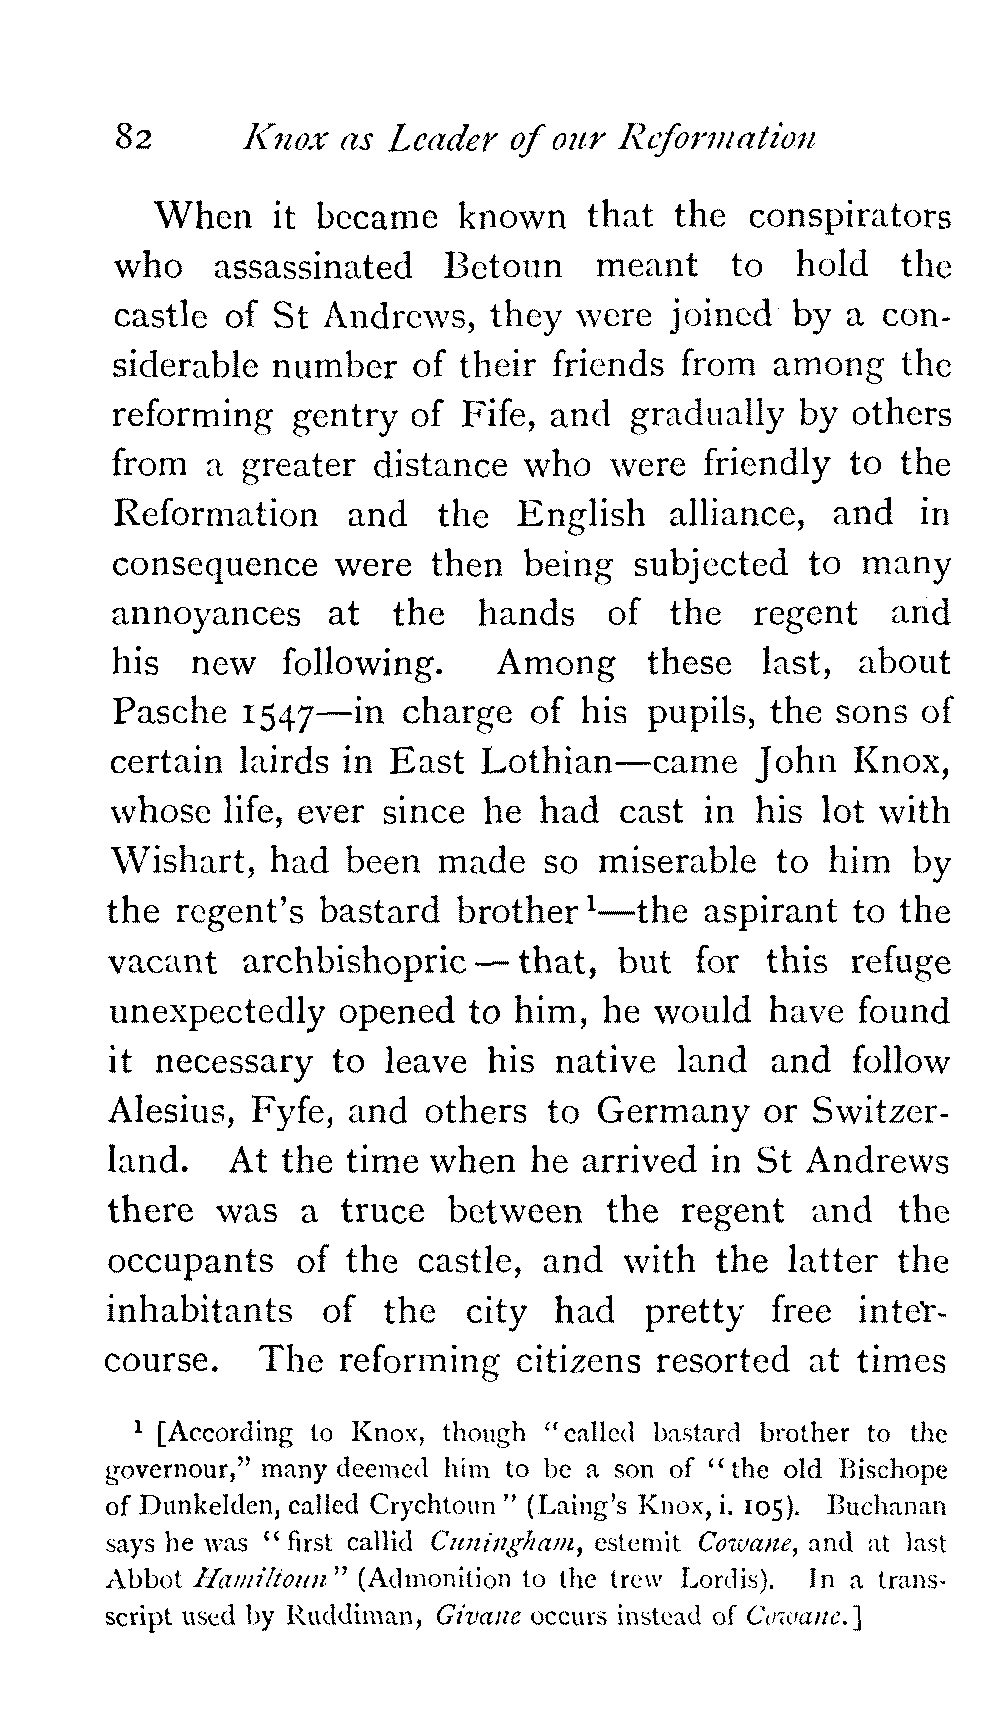 82 Knox as Leader of our Reformation
When it became known that the conspirators
who assassinated Betoun meant to hold the
castle of St Andrews, they were joined by a con-
siderable number of their friends from among the
reforming gentry of Fife, and gradually by others
from a greater distance who were friendly to the
Reformation and the English alliance, and in
consequence were then being subjected to many
annoyances at the hands of the regent and
his new following. Among these last, about
Pasche 1547—in charge of his pupils, the sons of
certain lairds in East Lothian—came John Knox,
whose life, ever since he had cast in his lot with
Wishart, had been made so miserable to him by
the regent's bastard brother ¹—the aspirant to the
vacant archbishopric — that, but for this refuge
unexpectedly opened to him, he would have found
it necessary to leave his native land and follow
Alesius, Fyfe, and others to Germany or Switzer-
land. At the time when he arrived in St Andrews
there was a truce between the regent and the
occupants of the castle, and with the latter the
inhabitants of the city had pretty free inter-
course. The reforming citizens resorted at times
¹ [According to Knox, though "called bastard brother to the
governour," many deemed him to be a son of "the old Bischope
of Dunkelden, called Crychtoun" (Laing's Knox, i. 105). Buchanan
says he was "first callid Cuningham, estemit Cowane, and at last
Abbot Hamiltoun" (Admonition to the trew Lordis). In a trans-
script used by Ruddiman, Givane occurs instead of Cowane.]